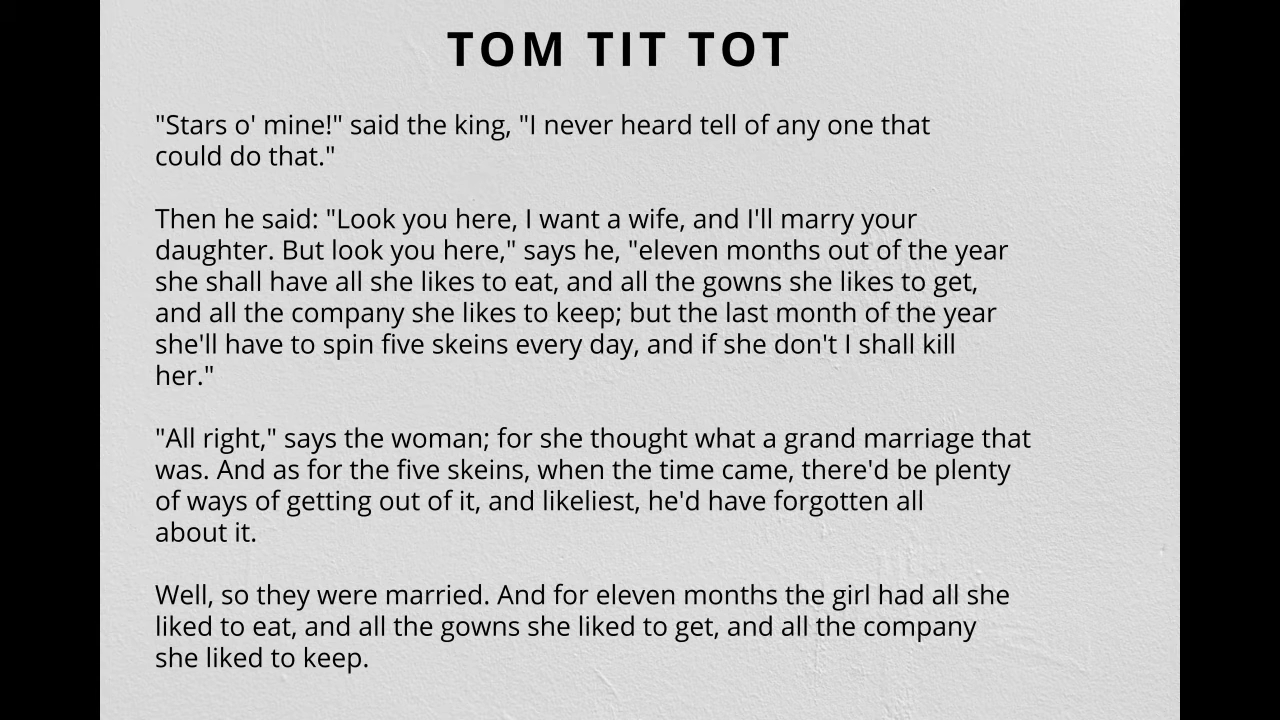 TOM TIT TOT
"Stars o' mine!" said the king, "I never heard tell of any one that
could do that."
Then he said: "Look you here, I want a wife, and I'll marry your
daughter. But look you here," says he, "eleven months out of the year
she shall have all she likes to eat, and all the gowns she likes to get,
and all the company she likes to keep; but the last month of the year
she'll have to spin five skeins every day, and if she don't I shall kill
her."
"All right," says the woman; for she thought what a grand marriage that
was. And as for the five skeins, when the time came, there'd be plenty
of ways of getting out of it, and likeliest, he'd have forgotten all
about it.
Well, so they were married. And for eleven months the girl had all she
liked to eat, and all the gowns she liked to get, and all the company
she liked to keep.